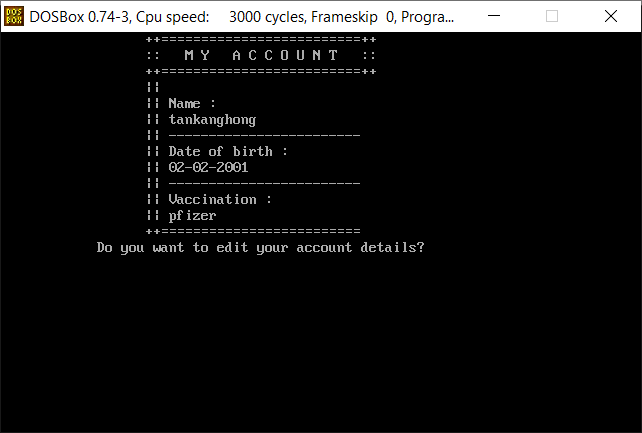 DOSBox 0.74-3, Cpu speed: 3000 cycles, Frameskip 0, Progra...
++=========================++
:: M Y A C C O U N T ::
++=========================++
||
|| Name :
|| tankanghong
|| ------------------------
|| Date of birth :
|| 02-02-2001
|| ------------------------
|| Vaccination :
|| pfizer
++=========================
Do you want to edit your account details?